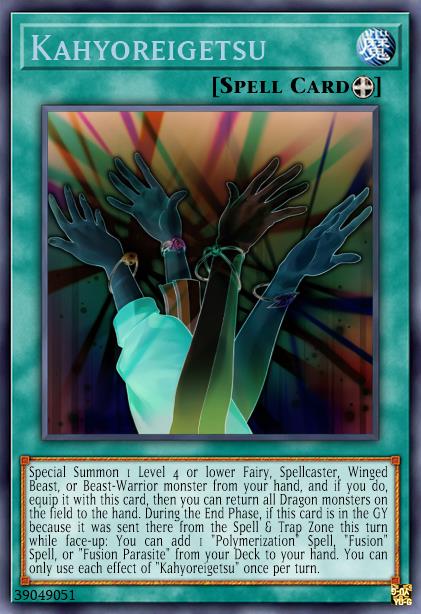 Kahyoreigetsu
魔
[Spell Card]
Special Summon 1 Level 4 or lower Fairy, Spellcaster, Winged
Beast, or Beast-Warrior monster from your hand, and if you do,
equip it with this card, then you can return all Dragon monsters on
the field to the hand. During the End Phase, if this card is in the GY
because it was sent there from the Spell & Trap Zone this turn
while face-up: You can add 1 "Polymerization" Spell, "Fusion"
Spell, or "Fusion Parasite" from your Deck to your hand. You can
only use each effect of "Kahyoreigetsu" once per turn.
39049051